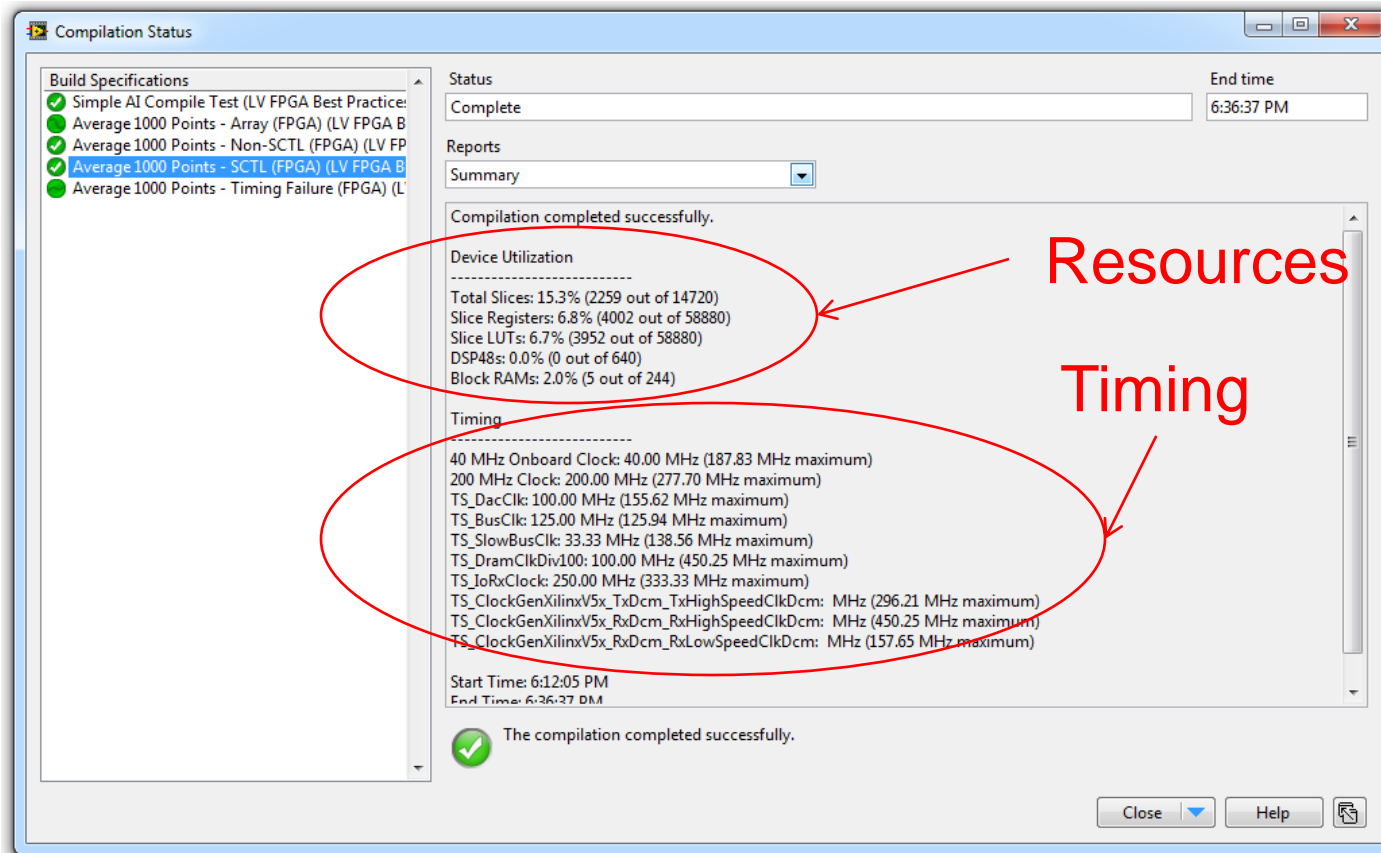 Compilation Status
Build Specifications
Simple AI Compile Test (LV FPGA Best Practices
Average 1000 Points - Array (FPGA) (LV FPGA B
Average 1000 Points - Non-SCTL (FPGA) (LV FP
Average 1000 Points - SCTL (FPGA) (LV FPGA B
Average 1000 Points - Timing Failure (FPGA) (L
Status
End time
Complete
6:36:37 PM
Reports
Summary
Compilation completed successfully.
Device Utilization
---------------------------
Total Slices: 15.3% (2259 out of 14720)
Slice Registers: 6.8% (4002 out of 58880)
Slice LUTs: 6.7% (3952 out of 58880)
DSP48s: 0.0% (0 out of 640)
Block RAMs: 2.0% (5 out of 244)
Timing
---------------------------
40 MHz Onboard Clock: 40.00 MHz (187.83 MHz maximum)
200 MHz Clock: 200.00 MHz (277.70 MHz maximum)
TS_DacClk: 100.00 MHz (155.62 MHz maximum)
TS_BusClk: 125.00 MHz (125.94 MHz maximum)
TS_SlowBusClk: 33.33 MHz (138.56 MHz maximum)
TS_DramClkDiv100: 100.00 MHz (450.25 MHz maximum)
TS_IoRxClock: 250.00 MHz (333.33 MHz maximum)
TS_ClockGenXilinxV5x_TxDcm_TxHighSpeedClkDcm:  MHz (296.21 MHz maximum)
TS_ClockGenXilinxV5x_RxDcm_RxHighSpeedClkDcm:  MHz (450.25 MHz maximum)
TS_ClockGenXilinxV5x_RxDcm_RxLowSpeedClkDcm:  MHz (157.65 MHz maximum)
Start Time: 6:12:05 PM
End Time: 6:36:37 PM
Resources
Timing
The compilation completed successfully.
Close
Help